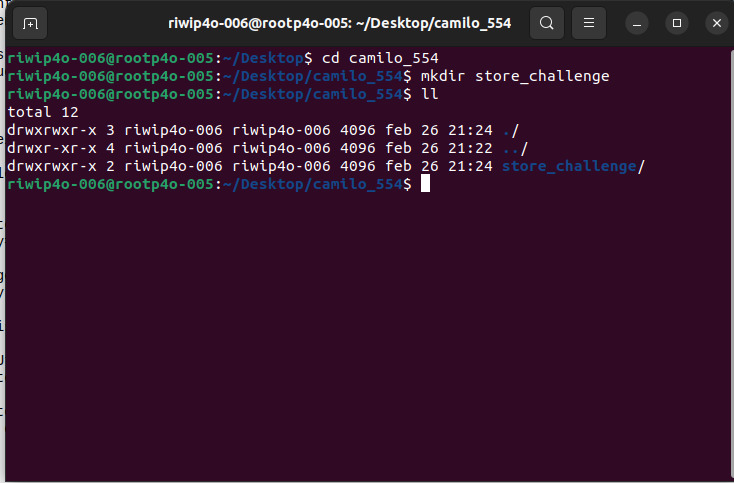 riwip4o-006@rootp4o-005: ~/Desktop/camilo_554
riwip4o-006@rootp4o-005:~/Desktop$ cd camilo_554
riwip4o-006@rootp4o-005:~/Desktop/camilo_554$ mkdir store_challenge
riwip4o-006@rootp4o-005:~/Desktop/camilo_554$ ll
total 12
drwxrwxr-x 3 riwip4o-006 riwip4o-006 4096 feb 26 21:24 ./
drwxr-xr-x 4 riwip4o-006 riwip4o-006 4096 feb 26 21:22 ../
drwxrwxr-x 2 riwip4o-006 riwip4o-006 4096 feb 26 21:24 store_challenge/
riwip4o-006@rootp4o-005:~/Desktop/camilo_554$